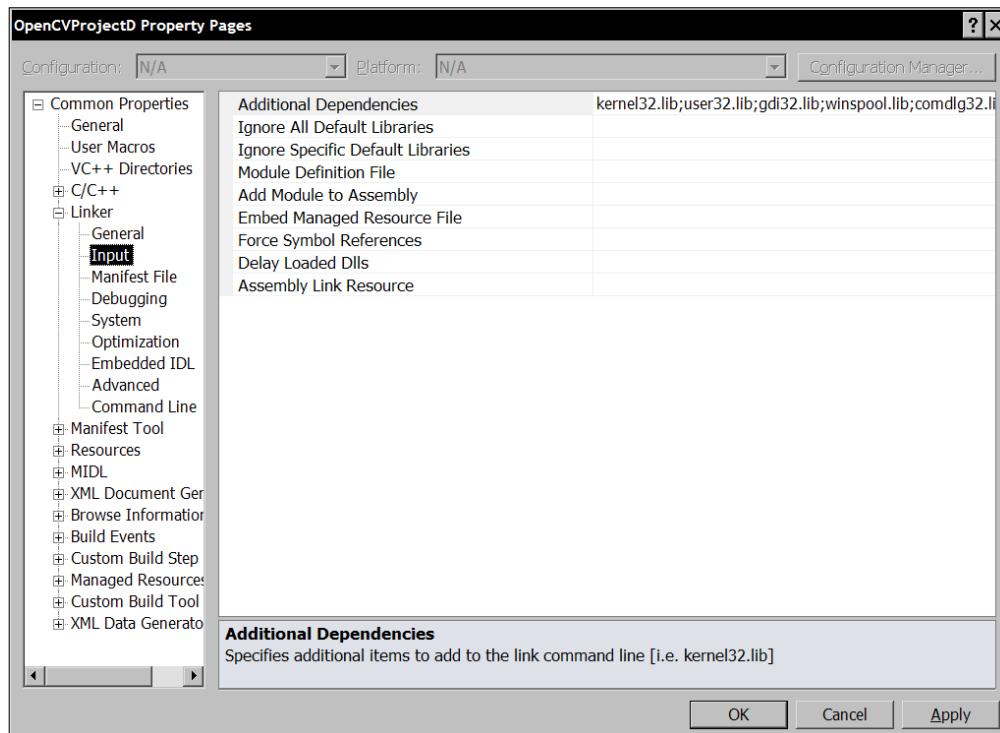 OpenCVProjectD Property Pages
Configuration: N/A Platform: N/A Configuration Manager...
Common Properties
General
User Macros
VC++ Directories
C/C++
Linker
General
Input
Manifest File
Debugging
System
Optimization
Embedded IDL
Advanced
Command Line
Manifest Tool
Resources
MIDL
XML Document Ger
Browse Information
Build Events
Custom Build Step
Managed Resources
Custom Build Tool
XML Data Generato
Additional Dependencies kernel32.lib;user32.lib;gdi32.lib;winspool.lib;comdlg32.li
Ignore All Default Libraries
Ignore Specific Default Libraries
Module Definition File
Add Module to Assembly
Embed Managed Resource File
Force Symbol References
Delay Loaded Dlls
Assembly Link Resource
Additional Dependencies
Specifies additional items to add to the link command line [i.e. kernel32.lib]
OK Cancel Apply